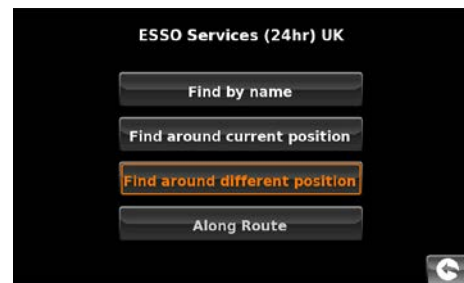 ESSO Services (24hr) UK
Find by name
Find around current position
Find around different position
Along Route